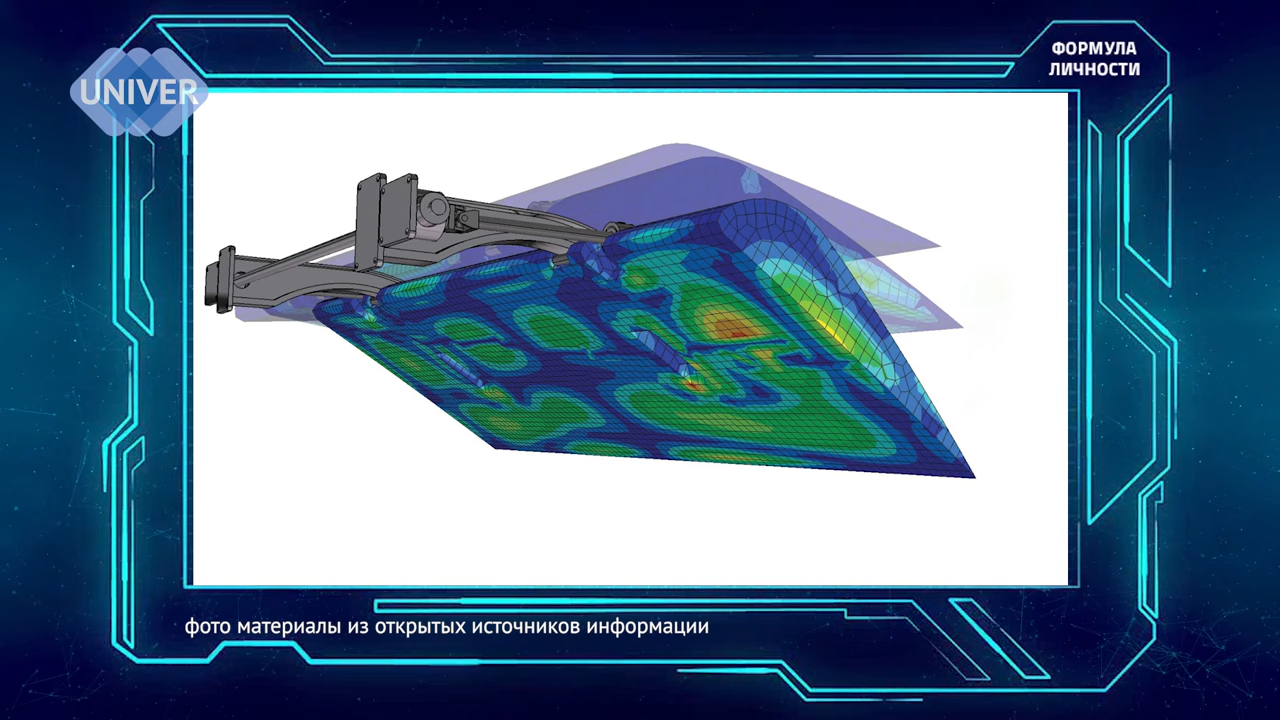 UNIVER
ФОРМУЛА
ЛИЧНОСТИ
фото материалы из открытых источников информации